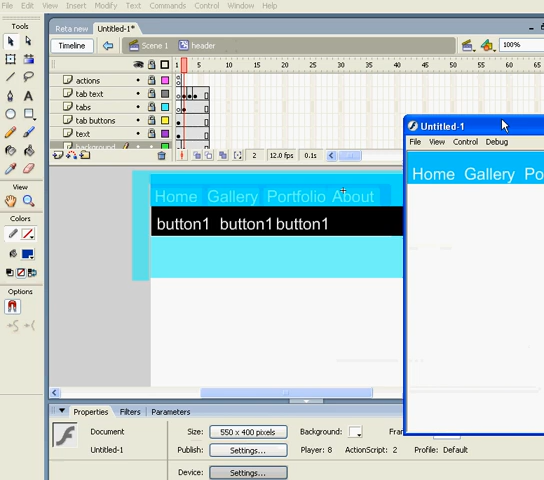 File Edit View Insert Modify Text Commands Control Window Help
Tools
Reta new Untitled-1*
Timeline Scene 1 header 100%
1 5 10 15 20 25 30 35 40 45 50 55 60 65
actions
tab text
tabs
tab buttons
text
background
2 12.0 fps 0.1s
View
Colors
Options
Home Gallery Portfolio About
button1 button1 button1
Untitled-1
File View Control Debug
Home Gallery Po
Properties Filters Parameters
Document
Untitled-1
Size: 550 x 400 pixels Background: Fran
Publish: Settings... Player: 8 ActionScript: 2 Profile: Default
Device: Settings...